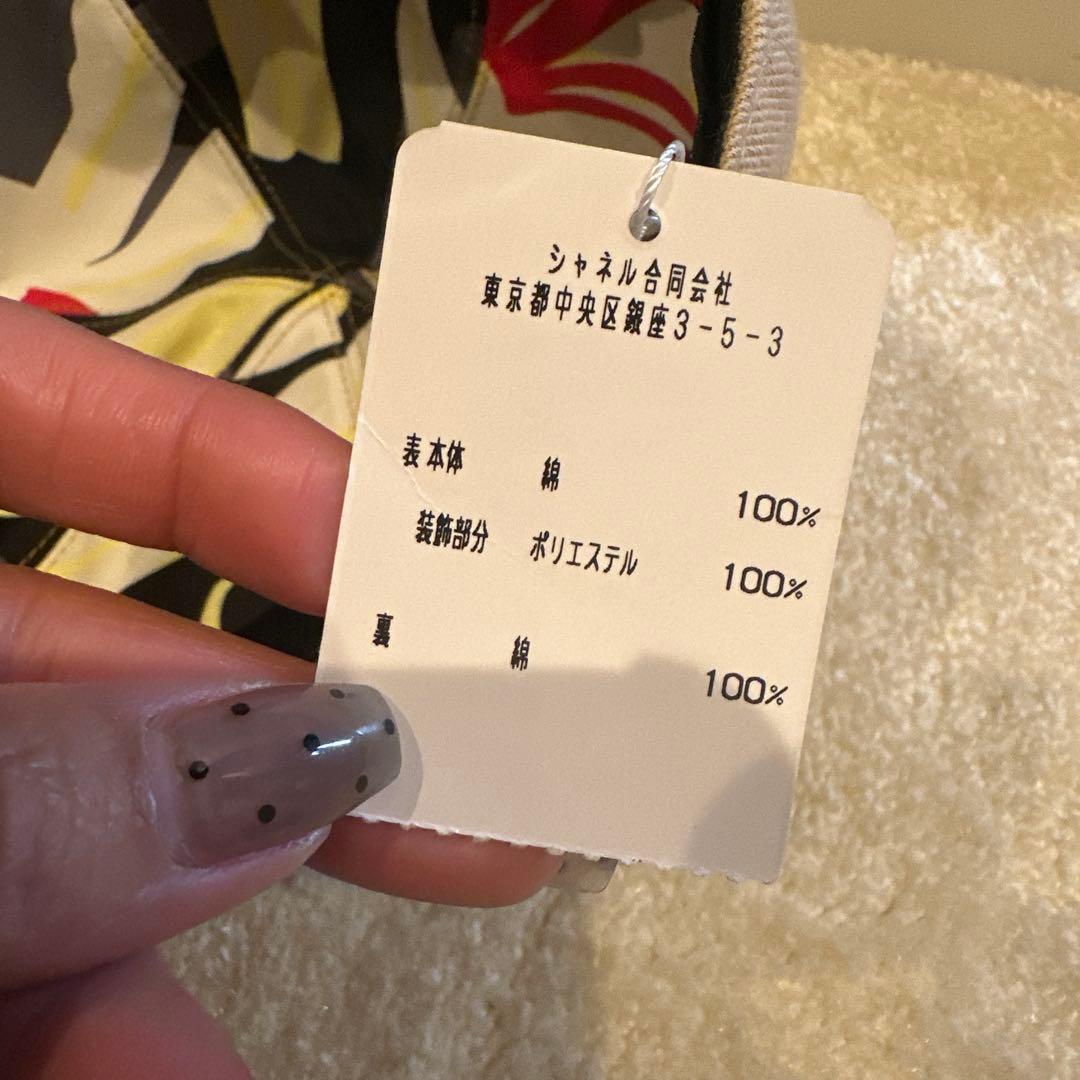 シャネル合同会社
東京都中央区銀座3-5-3
表本体 綿 100%
装飾部分 ポリエステル 100%
裏 綿 100%